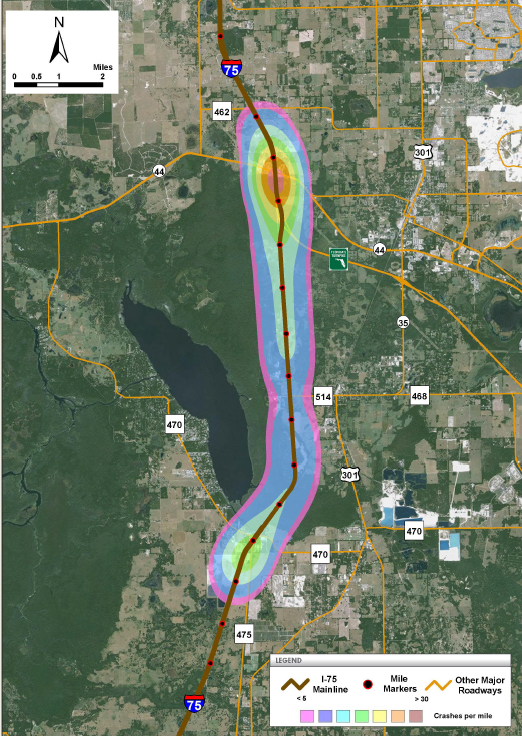 N
Miles
0 0.5 1 2
75
462
301
44
44
35
514
468
470
301
470
470
475
75
LEGEND
I-75 Mainline
Mile Markers
Other Major Roadways
< 5
> 30
Crashes per mile